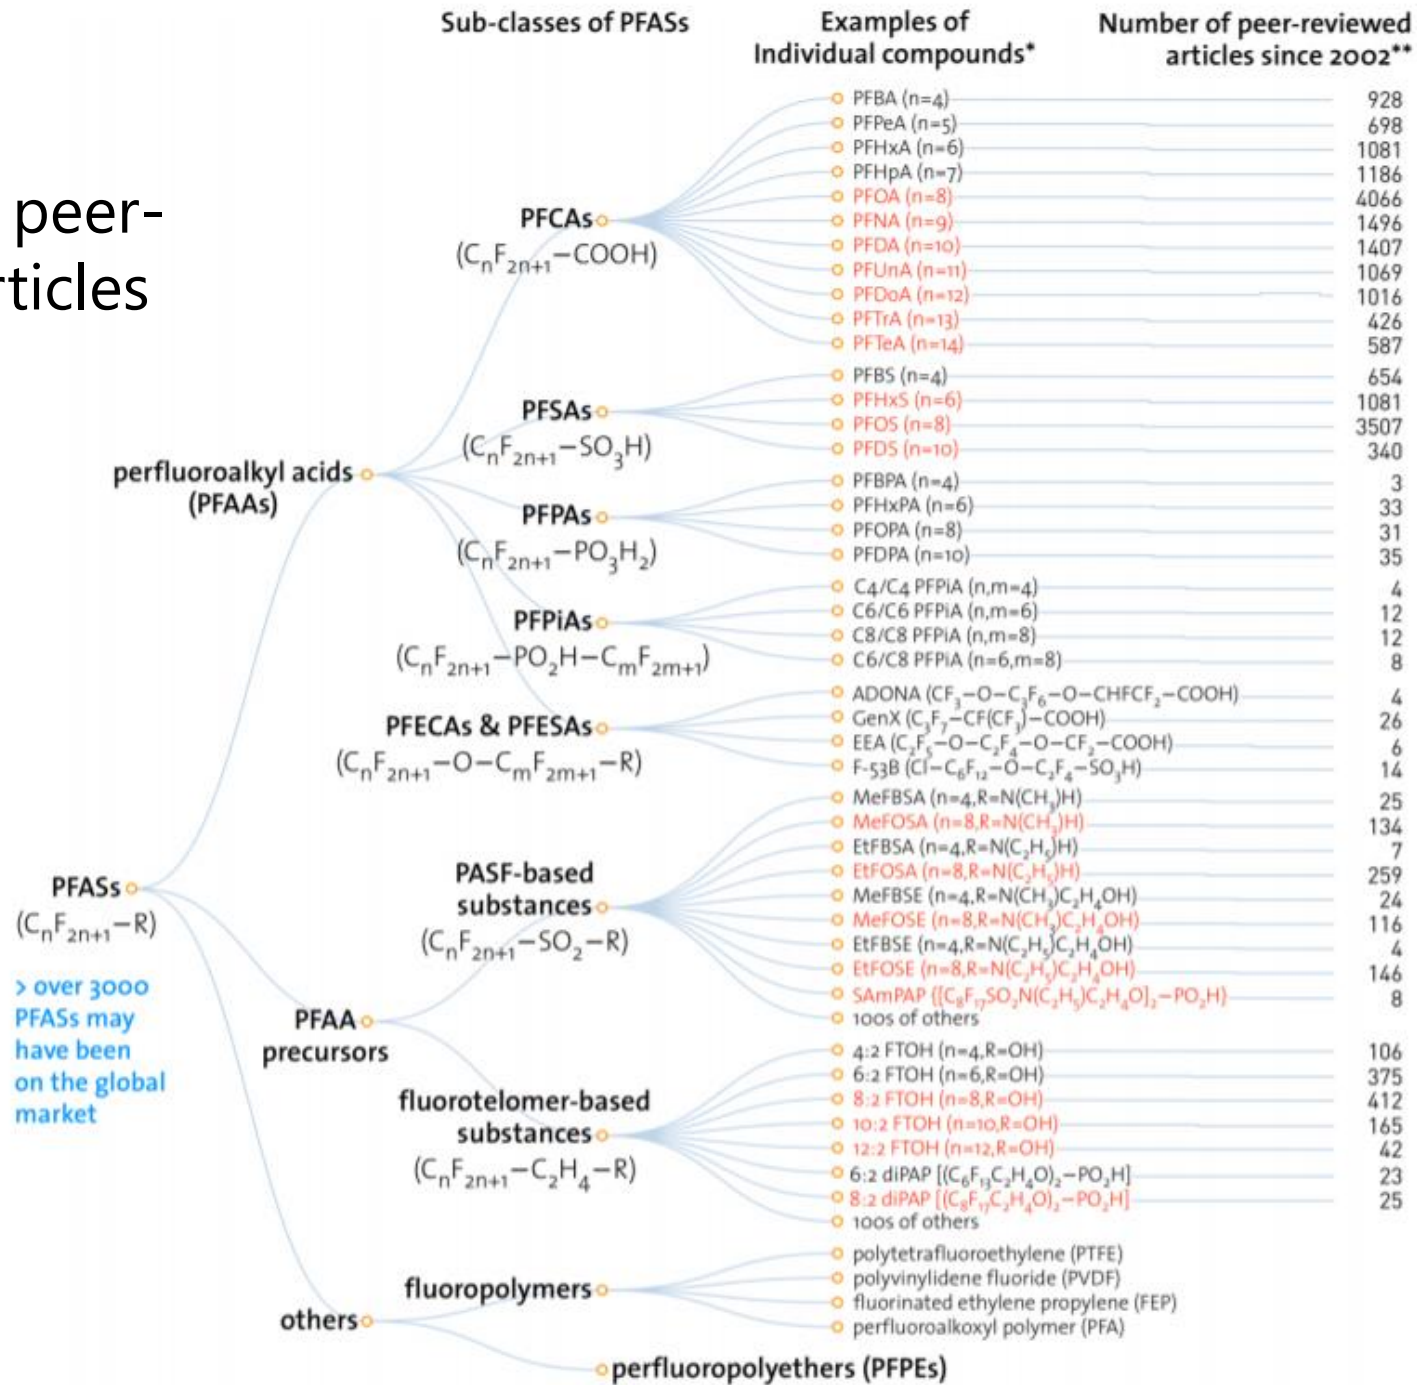 Sub-classes of PFASs
Examples of
Individual compounds*
Number of peer-reviewed
articles since 2002**
peer-
rticles
PFASs
(CₙF₂ₙ₊₁–R)
> over 3000
PFASs may
have been
on the global
market
perfluoroalkyl acids
(PFAAs)
PFCAs
(CₙF₂ₙ₊₁–COOH)
PFBA (n=4) 928
PFPeA (n=5) 698
PFHxA (n=6) 1081
PFHpA (n=7) 1186
PFOA (n=8) 4066
PFNA (n=9) 1496
PFDA (n=10) 1407
PFUnA (n=11) 1069
PFDoA (n=12) 1016
PFTrA (n=13) 426
PFTeA (n=14) 587
PFSAs
(CₙF₂ₙ₊₁–SO₃H)
PFBS (n=4) 654
PFHxS (n=6) 1081
PFOS (n=8) 3507
PFDS (n=10) 340
PFPAs
(CₙF₂ₙ₊₁–PO₃H₂)
PFBPA (n=4) 3
PFHxPA (n=6) 33
PFOPA (n=8) 31
PFDPA (n=10) 35
PFPiAs
(CₙF₂ₙ₊₁–PO₂H–CₘF₂ₘ₊₁)
C4/C4 PFPiA (n,m=4) 4
C6/C6 PFPiA (n,m=6) 12
C8/C8 PFPiA (n,m=8) 12
C6/C8 PFPiA (n=6,m=8) 8
PFECAs & PFESAs
(CₙF₂ₙ₊₁–O–CₘF₂ₘ₊₁–R)
ADONA (CF₃–O–C₃F₆–O–CHFCF₂–COOH) 4
GenX (C₃F₇–CF(CF₃)–COOH) 26
EEA (C₂F₅–O–C₂F₄–O–CF₂–COOH) 6
F-53B (Cl–C₆F₁₂–O–C₂F₄–SO₃H) 14
PFAA
precursors
PASF-based
substances
(CₙF₂ₙ₊₁–SO₂–R)
MeFBSA (n=4,R=N(CH₃)H) 25
MeFOSA (n=8,R=N(CH₃)H) 134
EtFBSA (n=4,R=N(C₂H₅)H) 7
EtFOSA (n=8,R=N(C₂H₅)H) 259
MeFBSE (n=4,R=N(CH₃)C₂H₄OH) 24
MeFOSE (n=8,R=N(CH₃)C₂H₄OH) 116
EtFBSE (n=4,R=N(C₂H₅)C₂H₄OH) 4
EtFOSE (n=8,R=N(C₂H₅)C₂H₄OH) 146
SAmPAP {[C₈F₁₇SO₂N(C₂H₅)C₂H₄O]₂–PO₂H} 8
100s of others
fluorotelomer-based
substances
(CₙF₂ₙ₊₁–C₂H₄–R)
4:2 FTOH (n=4,R=OH) 106
6:2 FTOH (n=6,R=OH) 375
8:2 FTOH (n=8,R=OH) 412
10:2 FTOH (n=10,R=OH) 165
12:2 FTOH (n=12,R=OH) 42
6:2 diPAP [(C₆F₁₃C₂H₄O)₂–PO₂H] 23
8:2 diPAP [(C₈F₁₇C₂H₄O)₂–PO₂H] 25
100s of others
others
fluoropolymers
polytetrafluoroethylene (PTFE)
polyvinylidene fluoride (PVDF)
fluorinated ethylene propylene (FEP)
perfluoroalkoxyl polymer (PFA)
perfluoropolyethers (PFPEs)